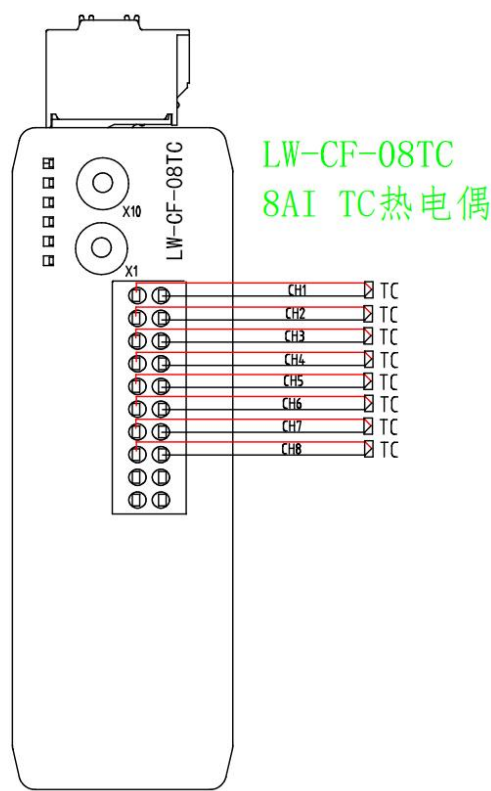 LW-CF-08TC
8AI TC热电偶
LW-CF-08TC
X10
X1
CH1 TC
CH2 TC
CH3 TC
CH4 TC
CH5 TC
CH6 TC
CH7 TC
CH8 TC